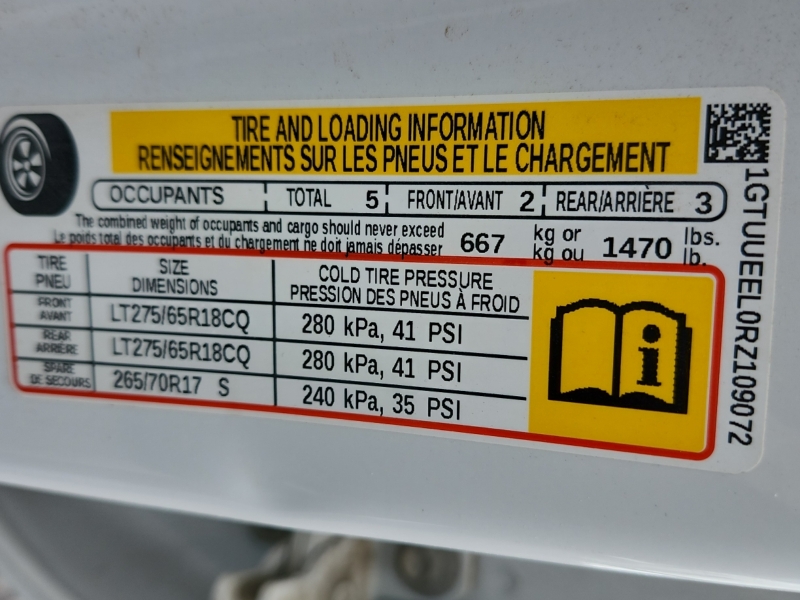 TIRE AND LOADING INFORMATION
RENSEIGNEMENTS SUR LES PNEUS ET LE CHARGEMENT
OCCUPANTS TOTAL 5 FRONT/AVANT 2 REAR/ARRIÈRE 3
The combined weight of occupants and cargo should never exceed
Le poids total des occupants et du chargement ne doit jamais dépasser
667 kg or 1470 lbs.
kg ou lb.
TIRE SIZE COLD TIRE PRESSURE
PNEU DIMENSIONS PRESSION DES PNEUS À FROID
FRONT
AVANT LT275/65R18CQ 280 kPa, 41 PSI
REAR
ARRIÈRE LT275/65R18CQ 280 kPa, 41 PSI
SPARE
DE SECOURS 265/70R17 S 240 kPa, 35 PSI
i
1GTUUEEL0RZ109072